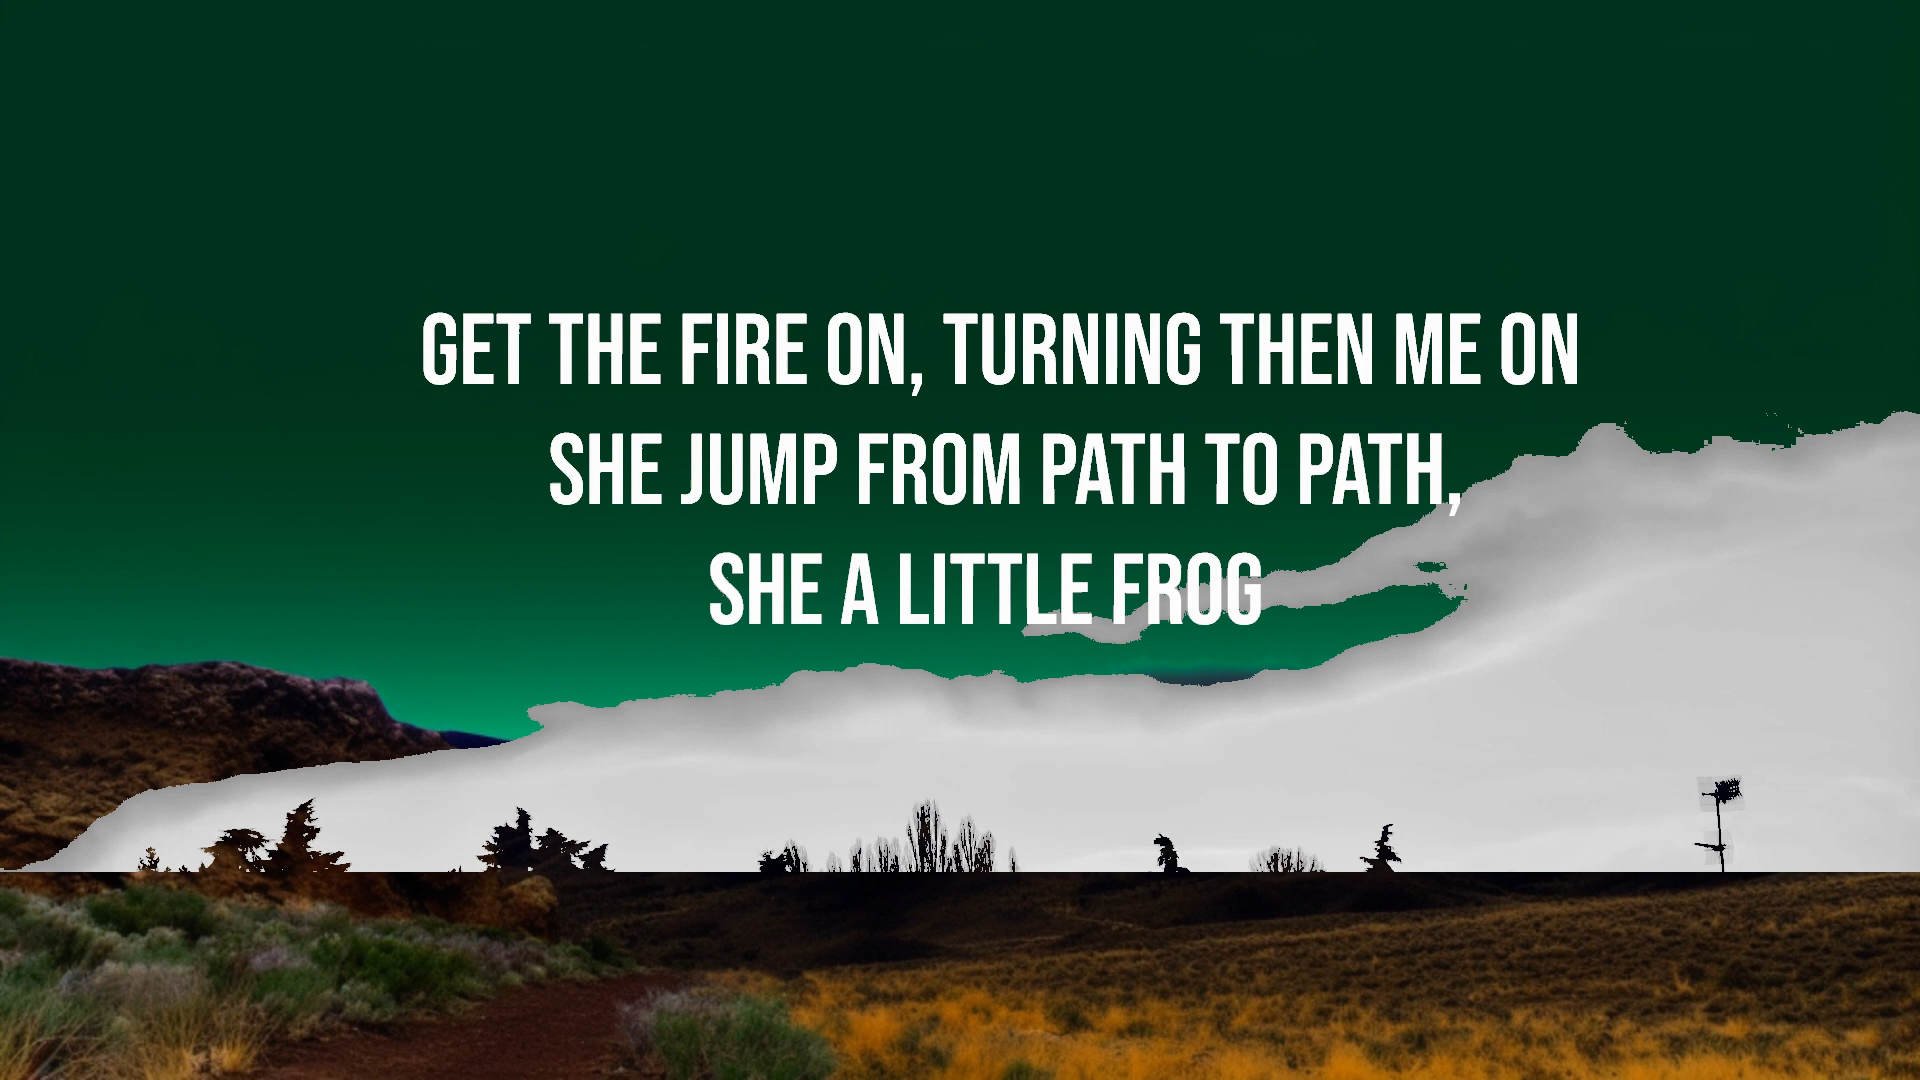 GET THE FIRE ON, TURNING THEN ME ON
SHE JUMP FROM PATH TO PATH,
SHE A LITTLE FROG